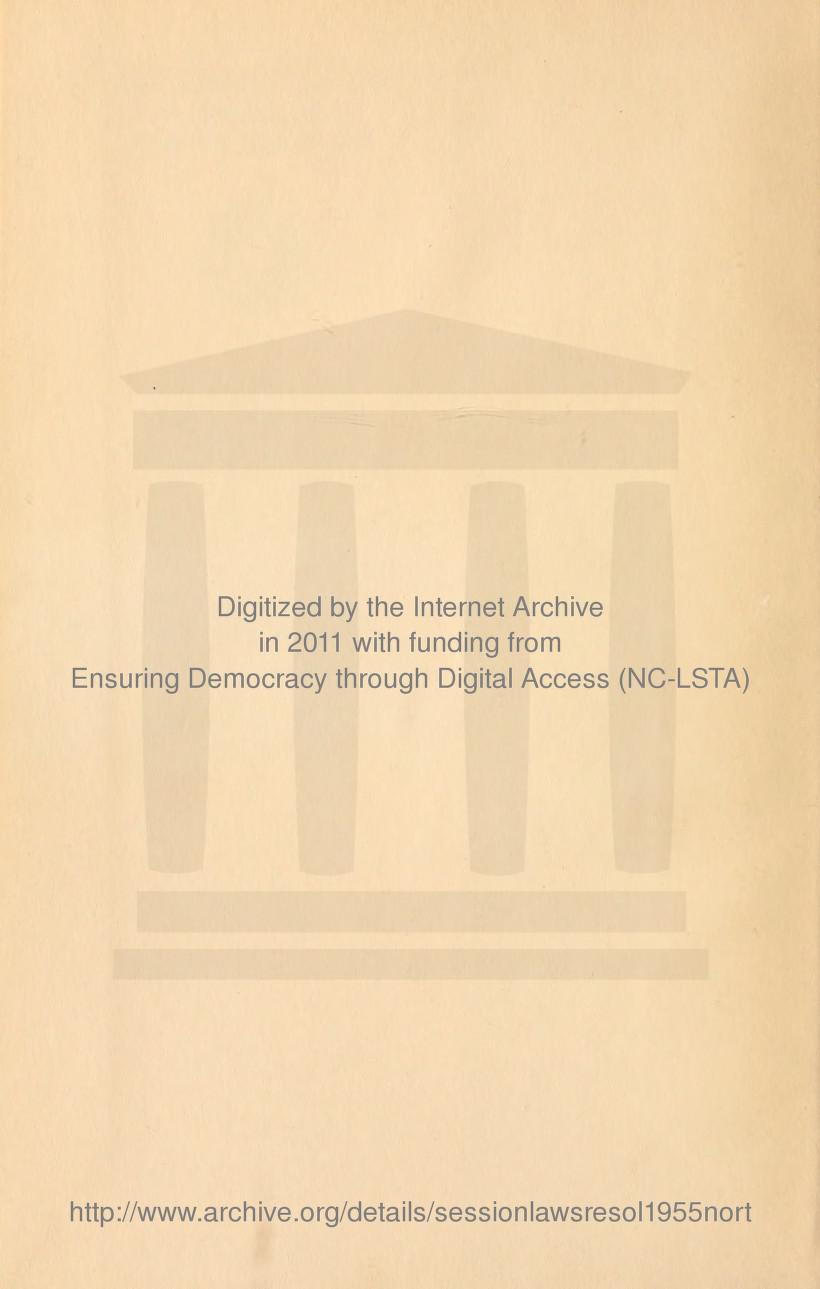 Digitized by the Internet Archive
in 2011 with funding from
Ensuring Democracy through Digital Access (NC-LSTA)
http://www.archive.org/details/sessionlawsresol1955nort